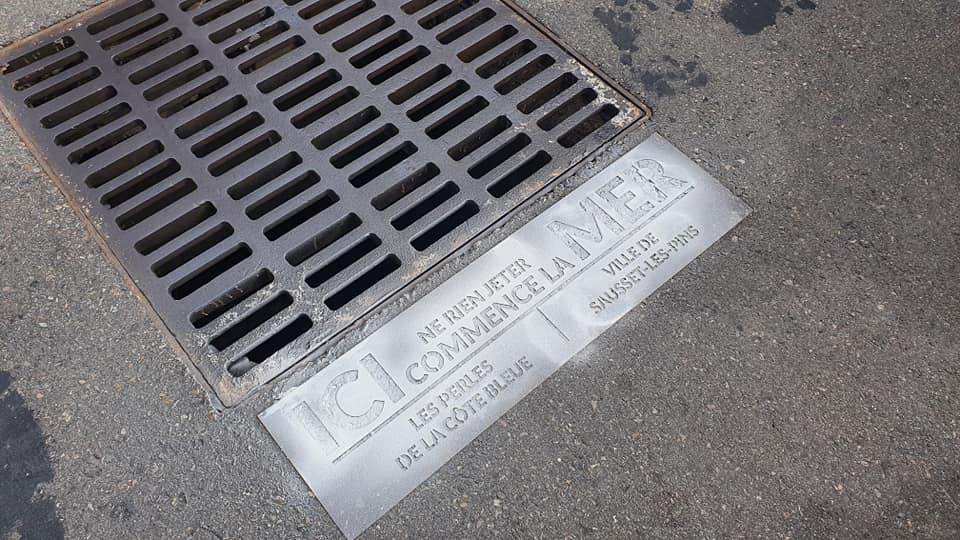 NE RIEN JETER
ICI COMMENCE LA MER
LES PERLES
DE LA CÔTE BLEUE
VILLE DE
SAUSSET-LES-PINS